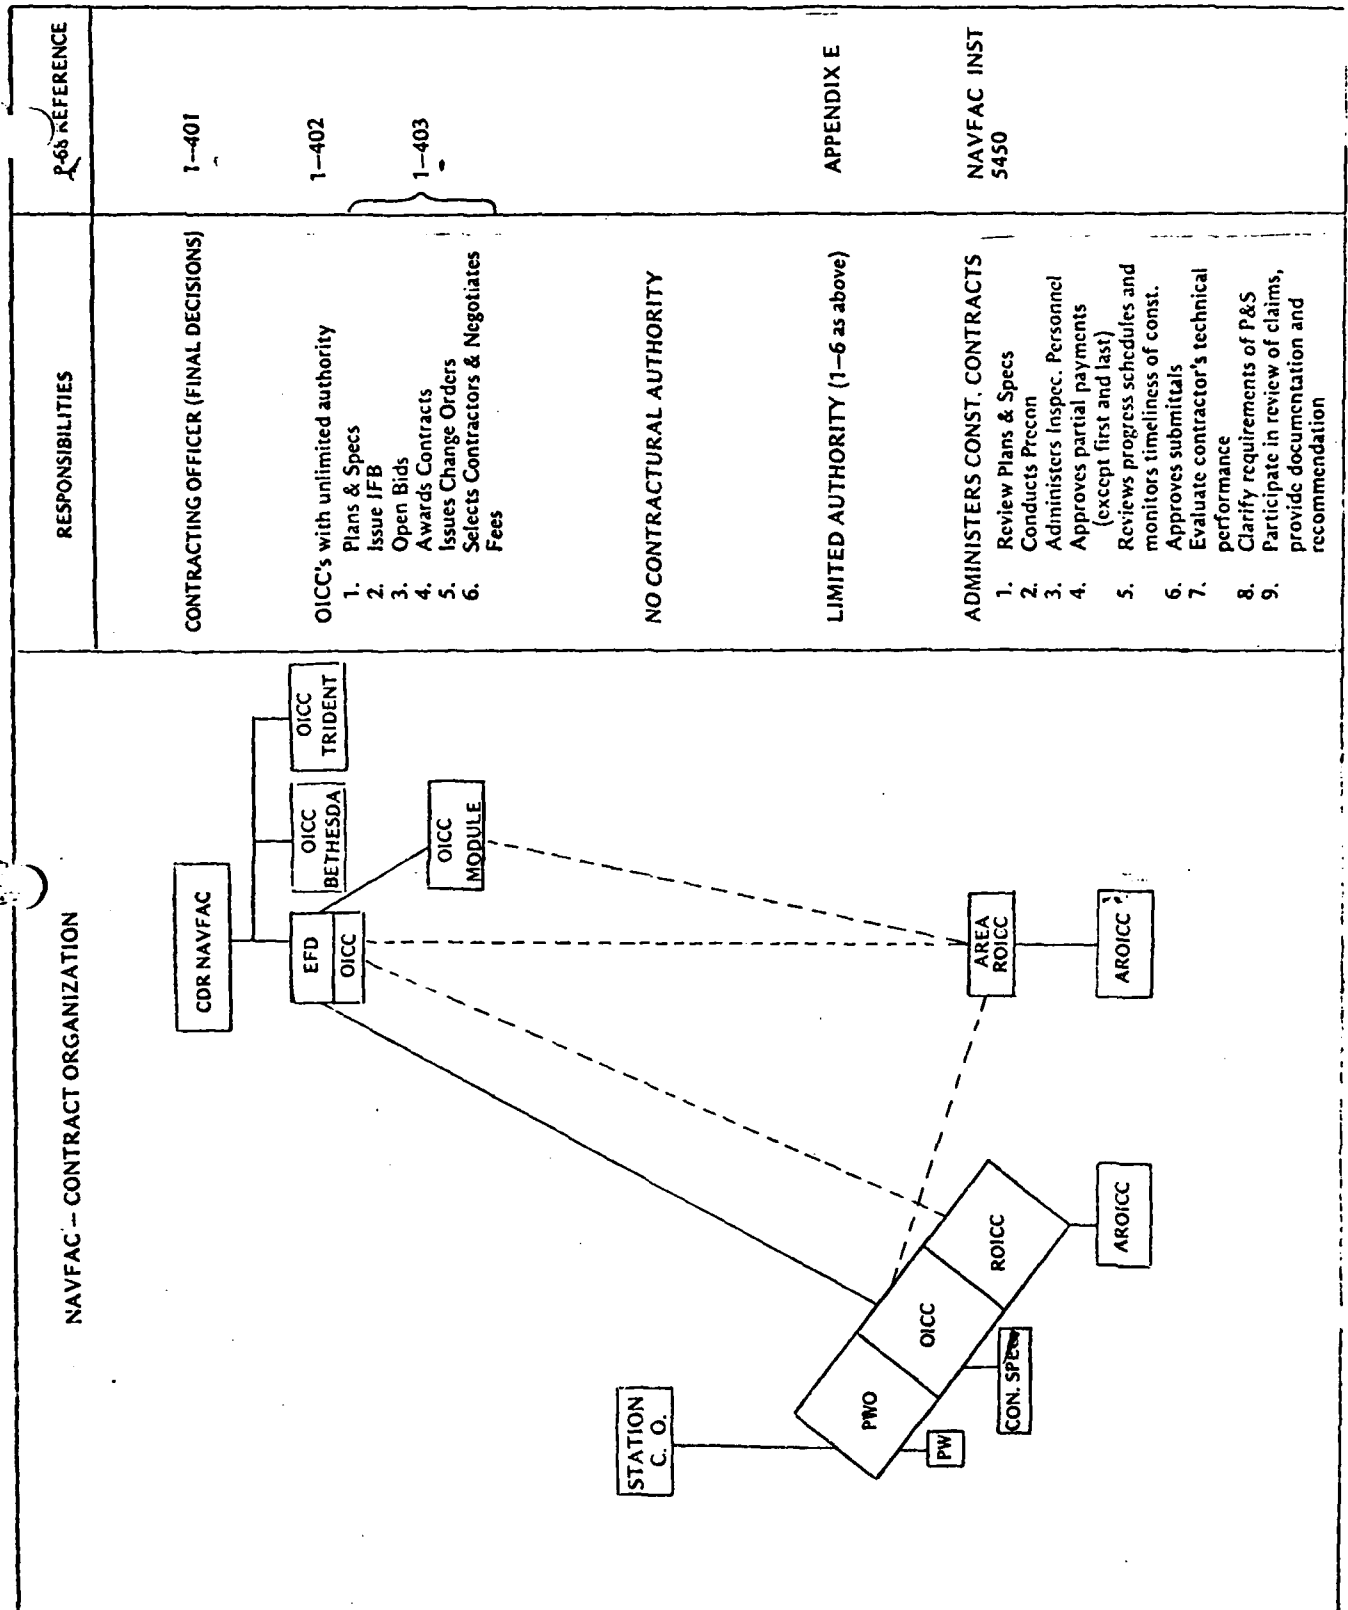 NAVFAC – CONTRACT ORGANIZATION
RESPONSIBILITIES
P-68 REFERENCE
CDR NAVFAC
CONTRACTING OFFICER (FINAL DECISIONS)
1–401
EFD
OICC
OICC
BETHESDA
OICC
TRIDENT
OICC's with unlimited authority
1–402
1. Plans & Specs
2. Issue IFB
3. Open Bids
4. Awards Contracts
5. Issues Change Orders
6. Selects Contractors & Negotiates
Fees
1–403
OICC
MODULE
STATION
C. O.
NO CONTRACTURAL AUTHORITY
PWO
OICC
ROICC
LIMITED AUTHORITY (1–6 as above)
APPENDIX E
PW
CON. SPEC
AREA
ROICC
ADMINISTERS CONST. CONTRACTS
NAVFAC INST
5450
1. Review Plans & Specs
2. Conducts Precon
3. Administers Inspec. Personnel
4. Approves partial payments
(except first and last)
5. Reviews progress schedules and
monitors timeliness of const.
6. Approves submittals
7. Evaluate contractor's technical
performance
8. Clarify requirements of P&S
9. Participate in review of claims,
provide documentation and
recommendation
AROICC
AROICC